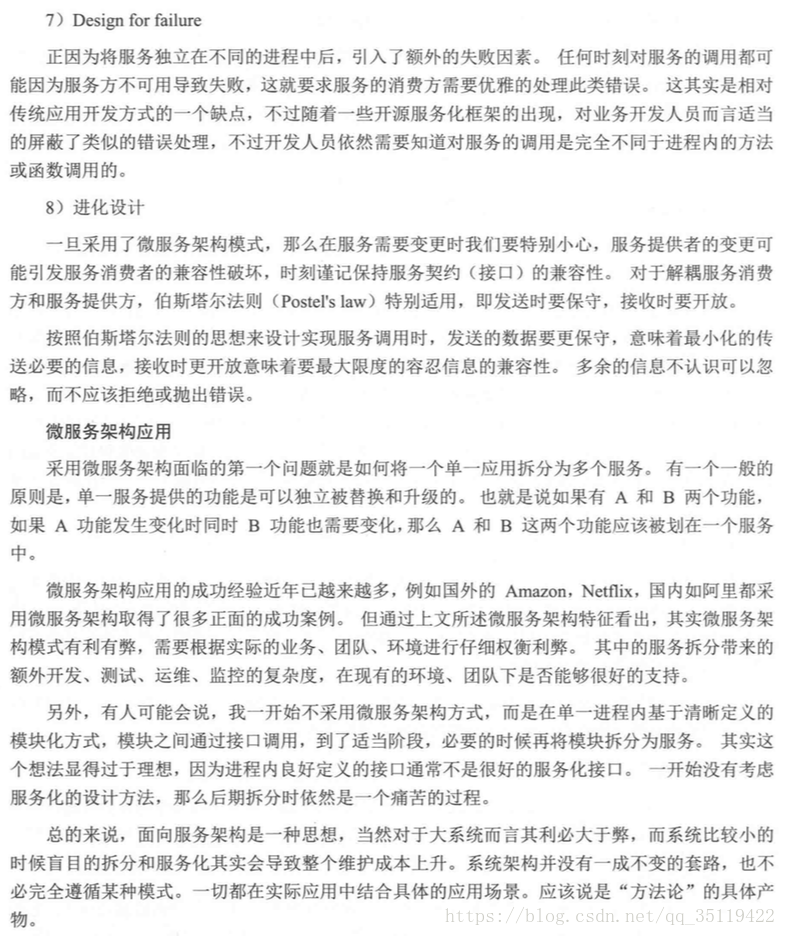 7）Design for failure
正因为将服务独立在不同的进程中后，引入了额外的失败因素。 任何时刻对服务的调用都可
能因为服务方不可用导致失败，这就要求服务的消费方需要优雅的处理此类错误。 这其实是相对
传统应用开发方式的一个缺点，不过随着一些开源服务化框架的出现，对业务开发人员而言适当
的屏蔽了类似的错误处理，不过开发人员依然需要知道对服务的调用是完全不同于进程内的方法
或函数调用的。
8）进化设计
一旦采用了微服务架构模式，那么在服务需要变更时我们要特别小心，服务提供者的变更可
能引发服务消费者的兼容性破坏，时刻谨记保持服务契约（接口）的兼容性。 对于解耦服务消费
方和服务提供方，伯斯塔尔法则（Postel's law）特别适用，即发送时要保守，接收时要开放。
按照伯斯塔尔法则的思想来设计实现服务调用时，发送的数据要更保守，意味着最小化的传
送必要的信息，接收时更开放意味着要最大限度的容忍信息的兼容性。 多余的信息不认识可以忽
略，而不应该拒绝或抛出错误。
微服务架构应用
采用微服务架构面临的第一个问题就是如何将一个单一应用拆分为多个服务。 有一个一般的
原则是，单一服务提供的功能是可以独立被替换和升级的。 也就是说如果有 A 和 B 两个功能，
如果 A 功能发生变化时同时 B 功能也需要变化，那么 A 和 B 这两个功能应该被划在一个服务
中。
微服务架构应用的成功经验近年已越来越多，例如国外的 Amazon，Netflix，国内如阿里都采
用微服务架构取得了很多正面的成功案例。 但通过上文所述微服务架构特征看出，其实微服务架
构模式有利有弊，需要根据实际的业务、团队、环境进行仔细权衡利弊。 其中的服务拆分带来的
额外开发、测试、运维、监控的复杂度，在现有的环境、团队下是否能够很好的支持。
另外，有人可能会说，我一开始不采用微服务架构方式，而是在单一进程内基于清晰定义的
模块化方式，模块之间通过接口调用，到了适当阶段，必要的时候再将模块拆分为服务。 其实这
个想法显得过于理想，因为进程内良好定义的接口通常不是很好的服务化接口。 一开始没有考虑
服务化的设计方法，那么后期拆分时依然是一个痛苦的过程。
总的来说，面向服务架构是一种思想，当然对于大系统而言其利必大于弊，而系统比较小的
时候盲目的拆分和服务化其实会导致整个维护成本上升。系统架构并没有一成不变的套路，也不
必完全遵循某种模式。一切都在实际应用中结合具体的应用场景。应该说是“方法论”的具体产
物。
https://blog.csdn.net/qq_35119422